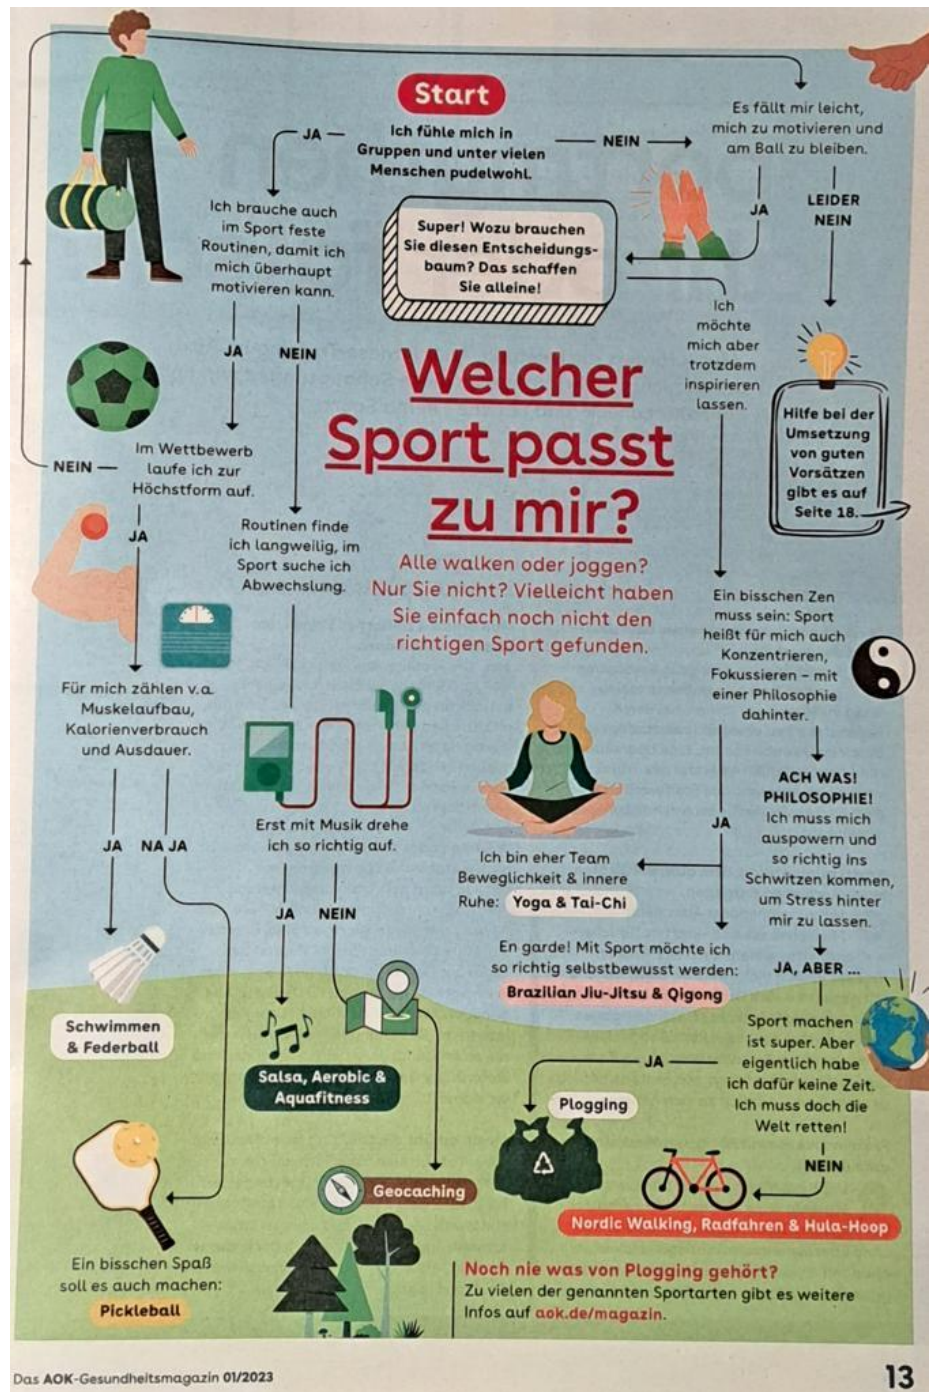 Start
Ich fühle mich in
Gruppen und unter vielen
Menschen pudelwohl.
JA
NEIN
Es fällt mir leicht,
mich zu motivieren und
am Ball zu bleiben.
JA
LEIDER
NEIN
Ich brauche auch
im Sport feste
Routinen, damit ich
mich überhaupt
motivieren kann.
JA
NEIN
Super! Wozu brauchen
Sie diesen Entscheidungs-
baum? Das schaffen
Sie alleine!
Ich
möchte
mich aber
trotzdem
inspirieren
lassen.
Hilfe bei der
Umsetzung
von guten
Vorsätzen
gibt es auf
Seite 18.
Welcher
Sport passt
zu mir?
Alle walken oder joggen?
Nur Sie nicht? Vielleicht haben
Sie einfach noch nicht den
richtigen Sport gefunden.
Im Wettbewerb
laufe ich zur
Höchstform auf.
NEIN
JA
Routinen finde
ich langweilig, im
Sport suche ich
Abwechslung.
Ein bisschen Zen
muss sein: Sport
heißt für mich auch
Konzentrieren,
Fokussieren – mit
einer Philosophie
dahinter.
Für mich zählen v.a.
Muskelaufbau,
Kalorienverbrauch
und Ausdauer.
JA
NA JA
Erst mit Musik drehe
ich so richtig auf.
JA
NEIN
JA
ACH WAS!
PHILOSOPHIE!
Ich muss mich
auspowern und
so richtig ins
Schwitzen kommen,
um Stress hinter
mir zu lassen.
Ich bin eher Team
Beweglichkeit & innere
Ruhe: Yoga & Tai-Chi
En garde! Mit Sport möchte ich
so richtig selbstbewusst werden:
Brazilian Jiu-Jitsu & Qigong
JA, ABER ...
Sport machen
ist super. Aber
eigentlich habe
ich dafür keine Zeit.
Ich muss doch die
Welt retten!
JA
NEIN
Schwimmen
& Federball
Salsa, Aerobic &
Aquafitness
Plogging
Geocaching
Nordic Walking, Radfahren & Hula-Hoop
Ein bisschen Spaß
soll es auch machen:
Pickleball
Noch nie was von Plogging gehört?
Zu vielen der genannten Sportarten gibt es weitere
Infos auf aok.de/magazin.
Das AOK-Gesundheitsmagazin 01/2023
13